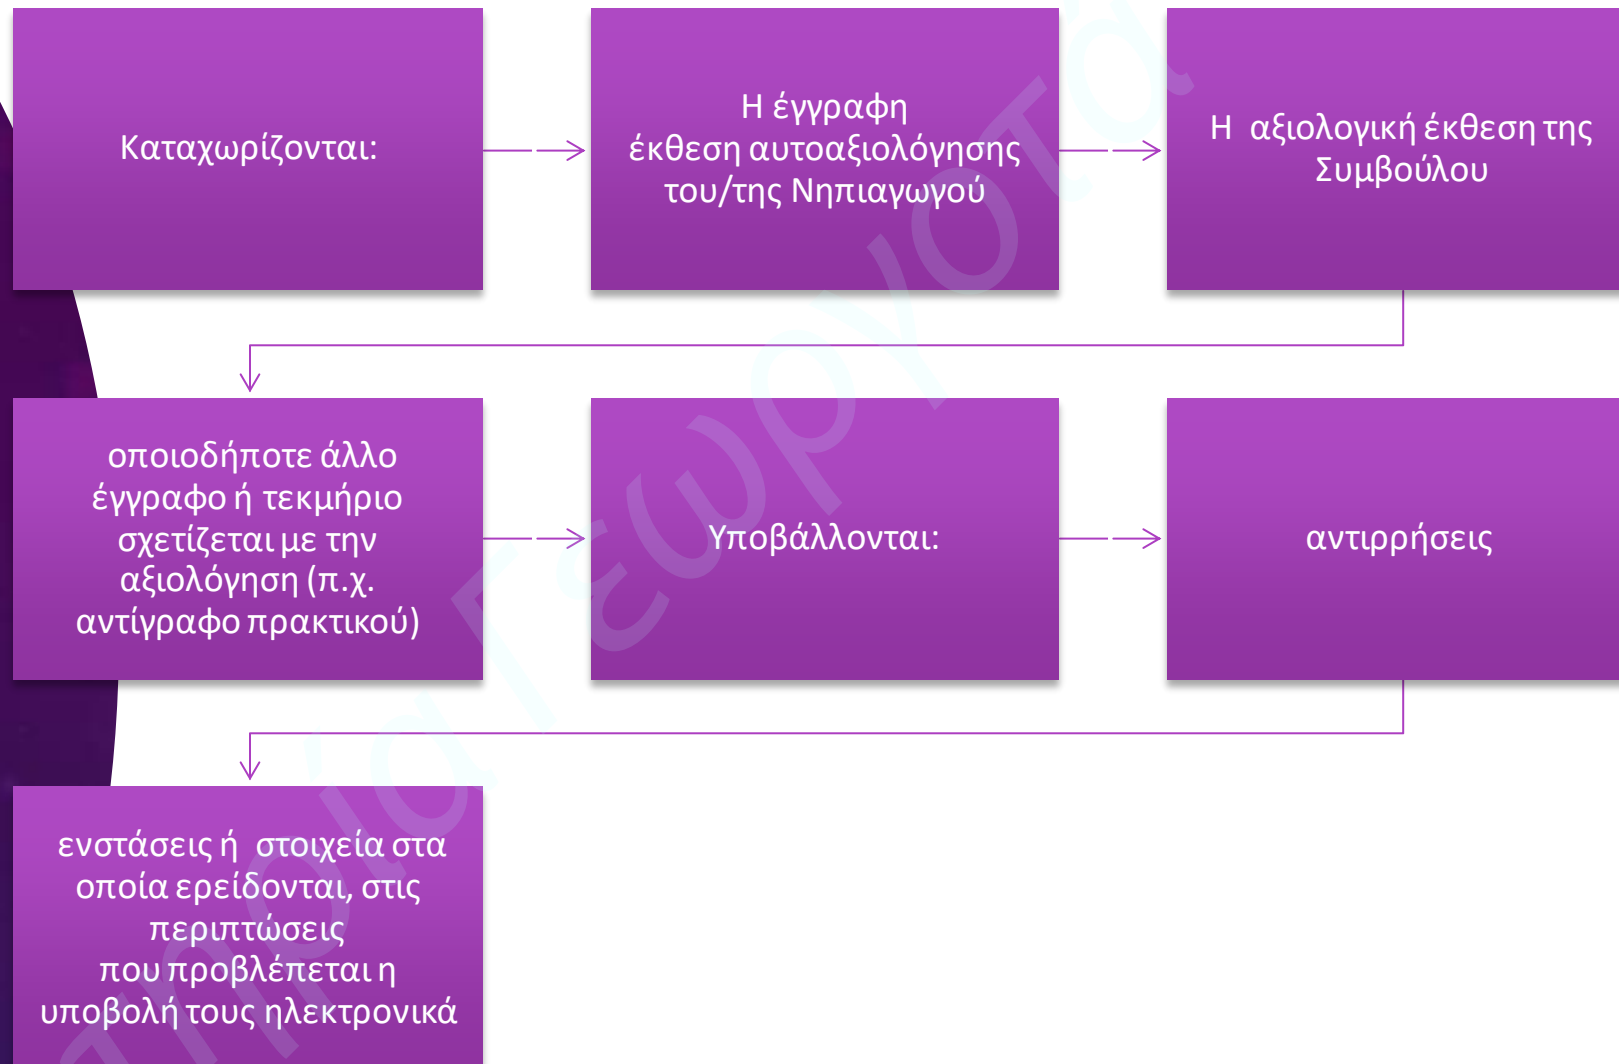 Καταχωρίζονται:
Η έγγραφη
έκθεση αυτοαξιολόγησης
του/της Νηπιαγωγού
Η αξιολογική έκθεση της
Συμβούλου
οποιοδήποτε άλλο
έγγραφο ή τεκμήριο
σχετίζεται με την
αξιολόγηση (π.χ.
αντίγραφο πρακτικού)
Υποβάλλονται:
αντιρρήσεις
ενστάσεις ή στοιχεία στα
οποία ερείδονται, στις
περιπτώσεις
που προβλέπεται η
υποβολή τους ηλεκτρονικά